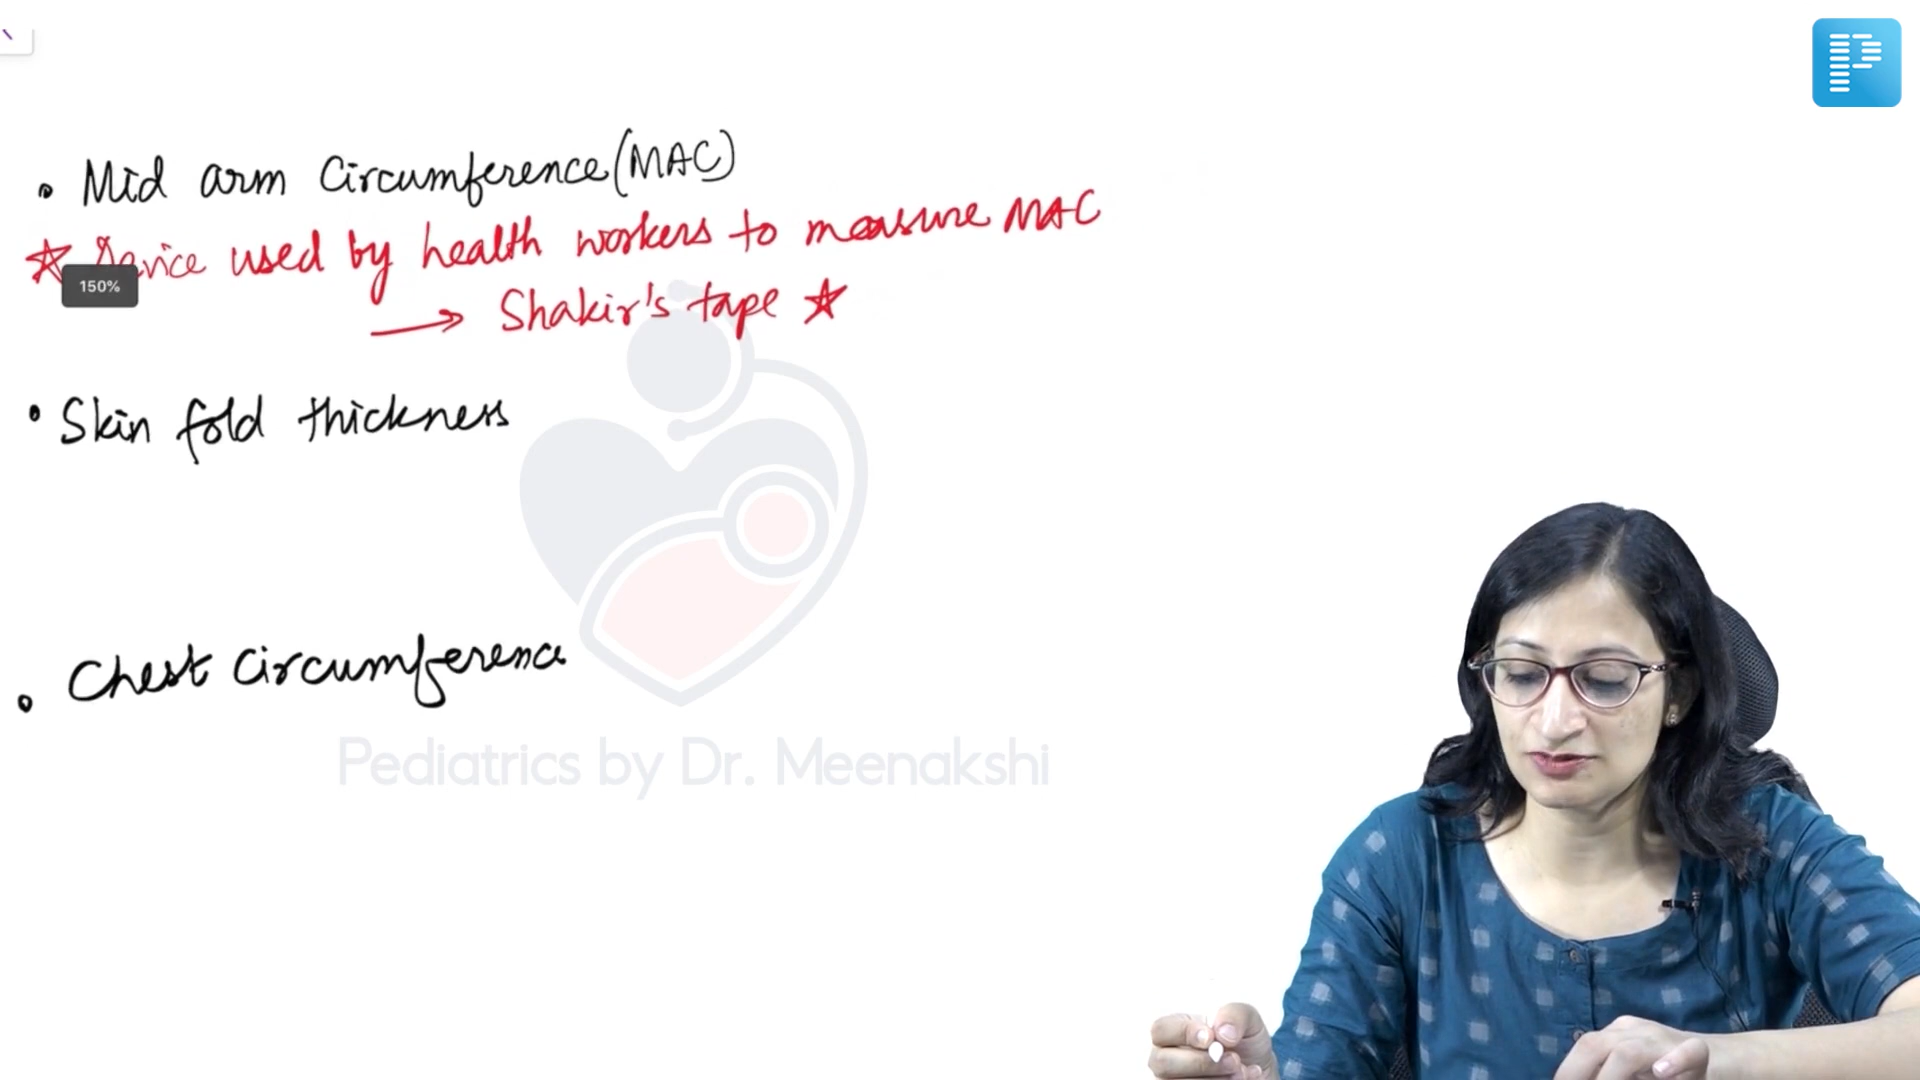 • Mid arm Circumference (MAC)
☆ Device used by health workers to measure MAC
150%
→ Shakir's tape ☆
• Skin fold thickness
• Chest Circumference
Pediatrics by Dr. Meenakshi
P